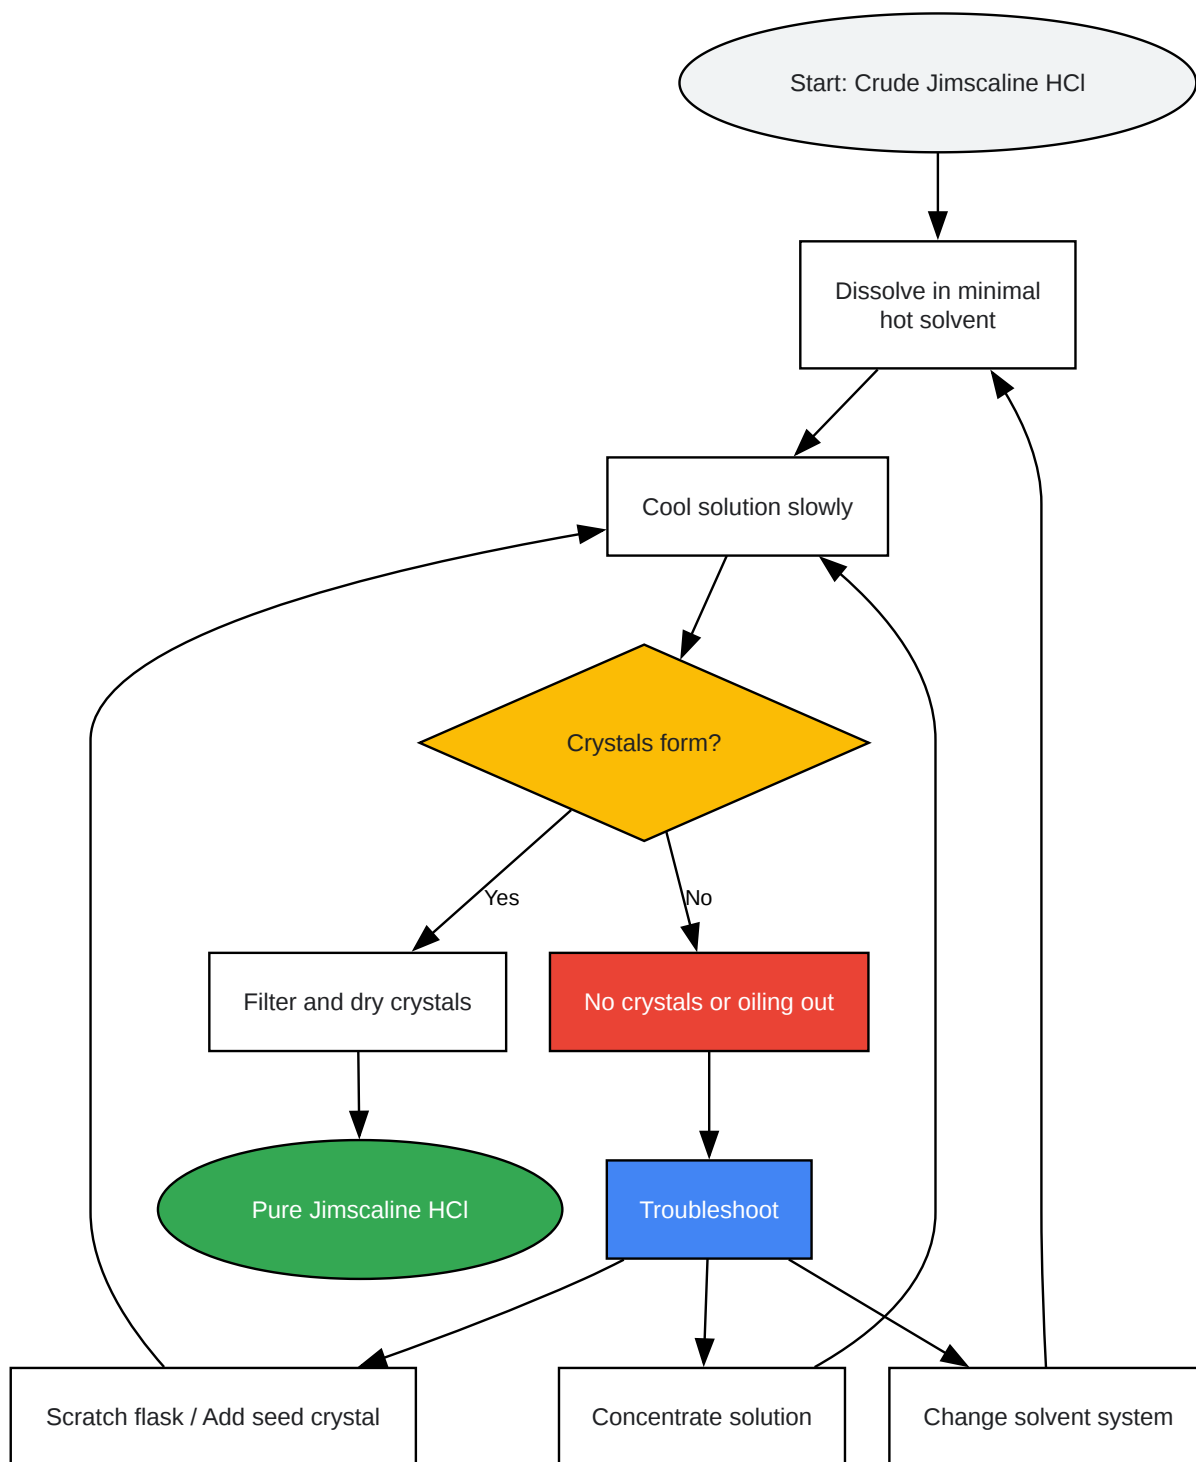 Start: Crude Jimscaline HCl
Dissolve in minimal
hot solvent
Cool solution slowly
Crystals form?
Yes
No
Filter and dry crystals
No crystals or oiling out
Pure Jimscaline HCl
Troubleshoot
Scratch flask / Add seed crystal
Concentrate solution
Change solvent system